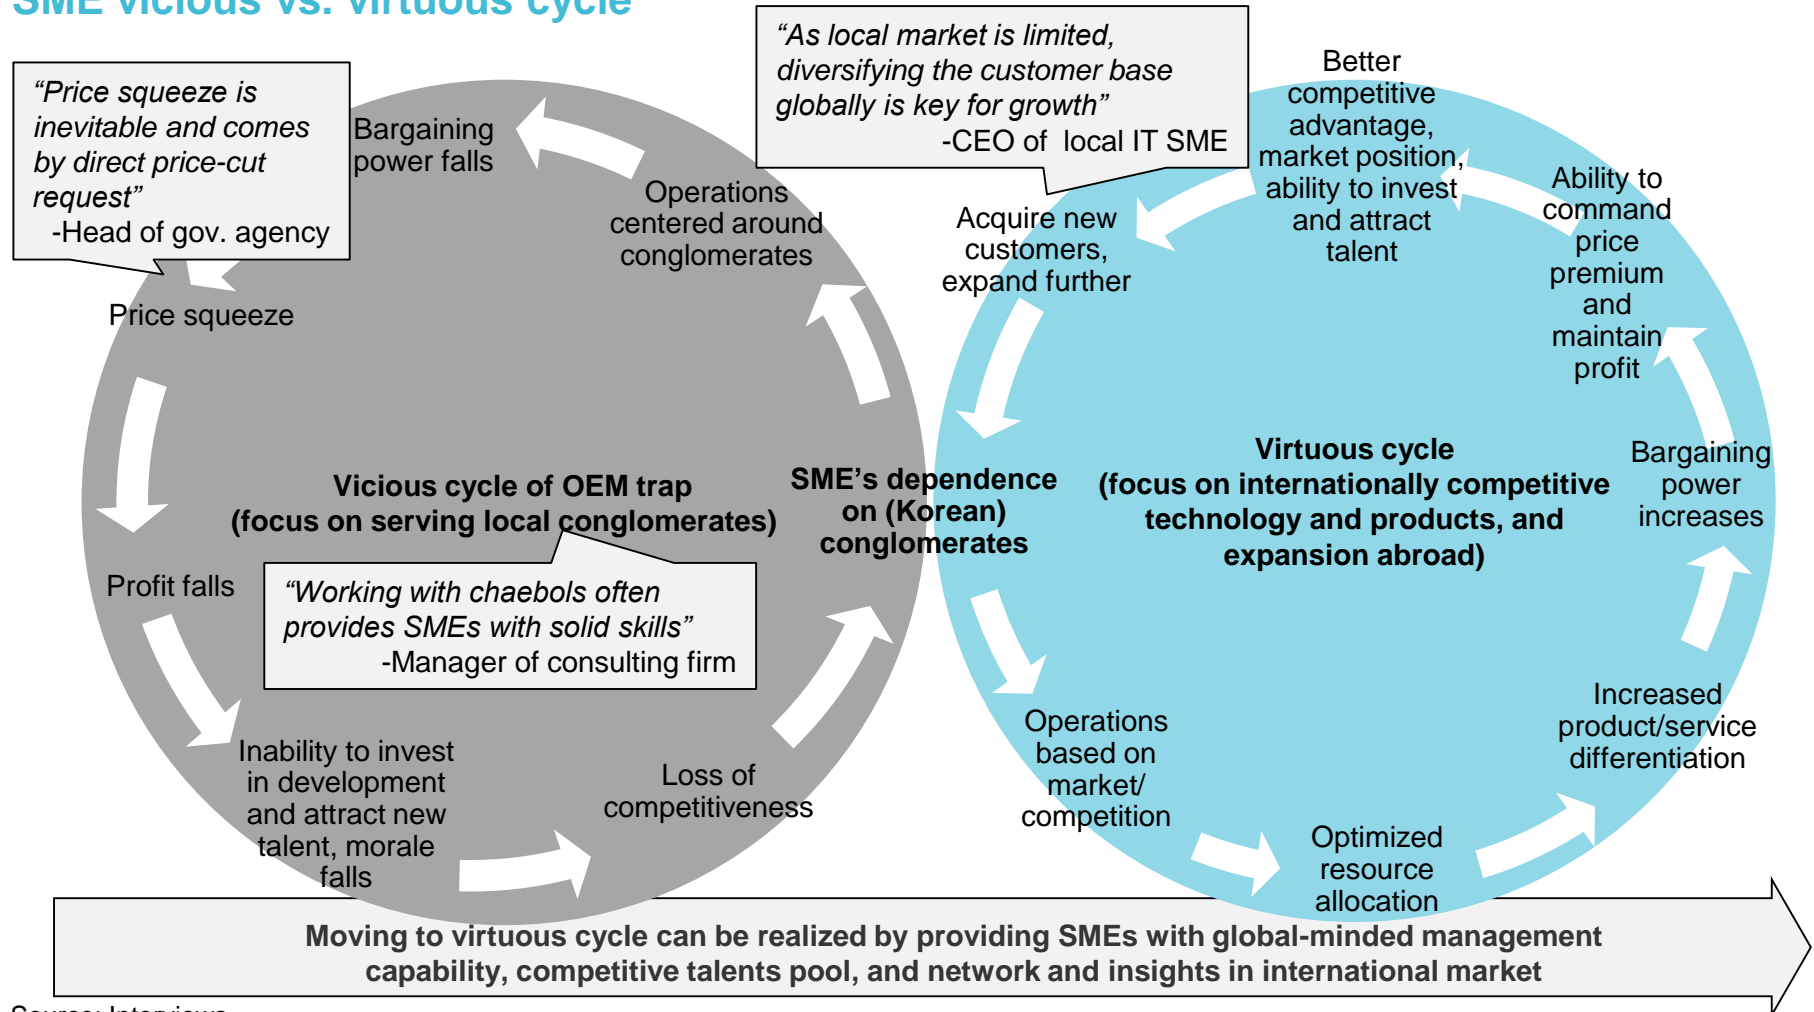 SME vicious vs. virtuous cycle
“Price squeeze is
inevitable and comes
by direct price-cut
request”
-Head of gov. agency
Bargaining
power falls
Operations
centered around
conglomerates
Price squeeze
Vicious cycle of OEM trap
(focus on serving local conglomerates)
“Working with chaebols often
provides SMEs with solid skills”
-Manager of consulting firm
Profit falls
Inability to invest
in development
and attract new
talent, morale
falls
Loss of
competitiveness
SME’s dependence
on (Korean)
conglomerates
“As local market is limited,
diversifying the customer base
globally is key for growth”
-CEO of  local IT SME
Acquire new
customers,
expand further
Better
competitive
advantage,
market position,
ability to invest
and attract
talent
Ability to
command
price
premium
and
maintain
profit
Virtuous cycle
(focus on internationally competitive
technology and products, and
expansion abroad)
Bargaining
power
increases
Operations
based on
market/
competition
Optimized
resource
allocation
Increased
product/service
differentiation
Moving to virtuous cycle can be realized by providing SMEs with global-minded management
capability, competitive talents pool, and network and insights in international market
Source: Interviews